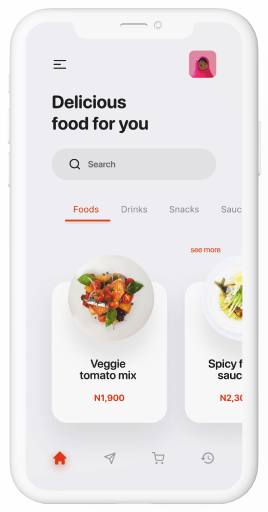 Delicious
food for you
Search
Foods Drinks Snacks Sauc
see more
Veggie
tomato mix
N1,900
Spicy f
sauc
N2,30